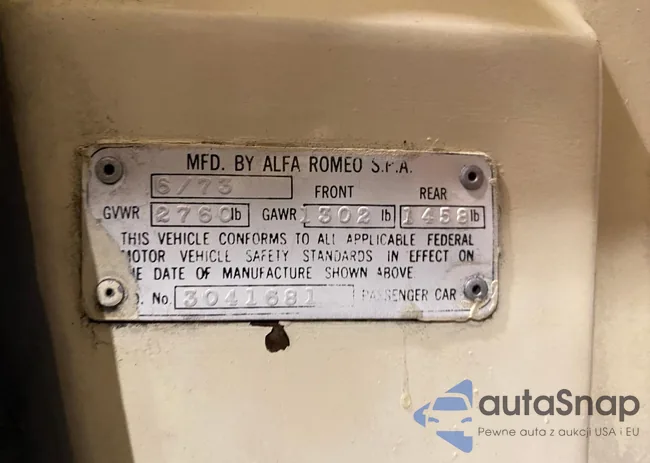 MFD. BY ALFA ROMEO S.P.A.
6/73 FRONT REAR
GVWR 2760 lb GAWR 1302 lb 1458 lb
THIS VEHICLE CONFORMS TO ALL APPLICABLE FEDERAL
MOTOR VEHICLE SAFETY STANDARDS IN EFFECT ON
THE DATE OF MANUFACTURE SHOWN ABOVE
No. 3041681 PASSENGER CAR
autaSnap
Pewne auta z aukcji USA i EU